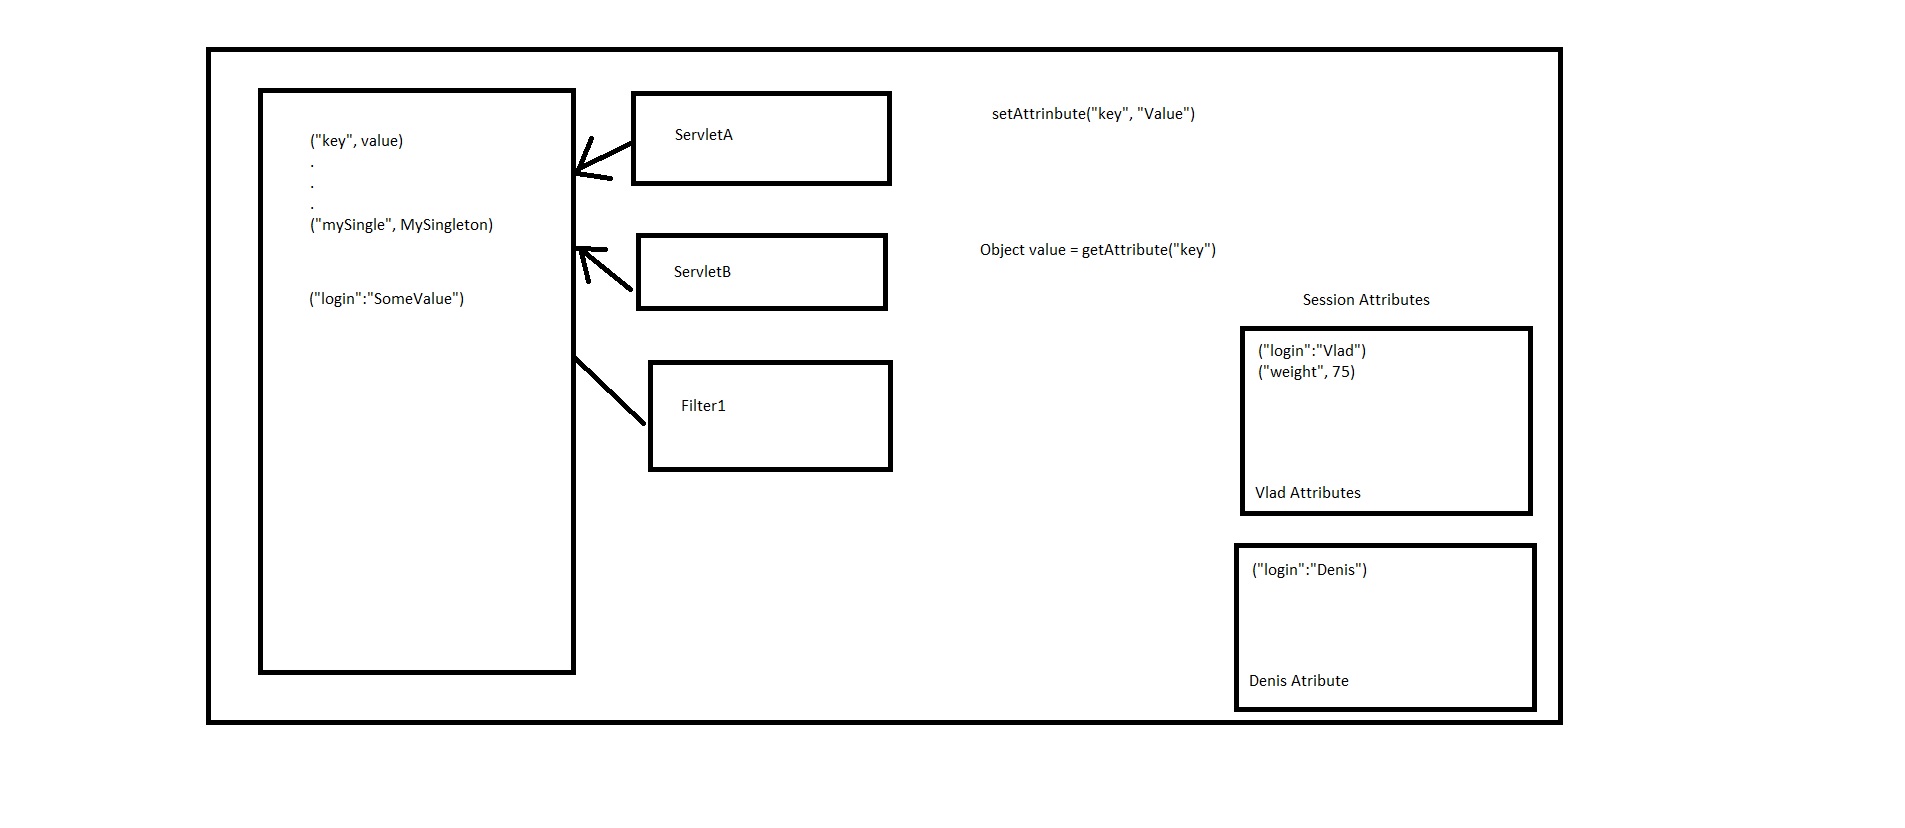 ("key", value)
.
.
.
("mySingle", MySingleton)
("login":"SomeValue")
ServletA
setAttrinbute("key", "Value")
ServletB
Object value = getAttribute("key")
Filter1
Session Attributes
("login":"Vlad")
("weight", 75)
Vlad Attributes
("login":"Denis")
Denis Atribute